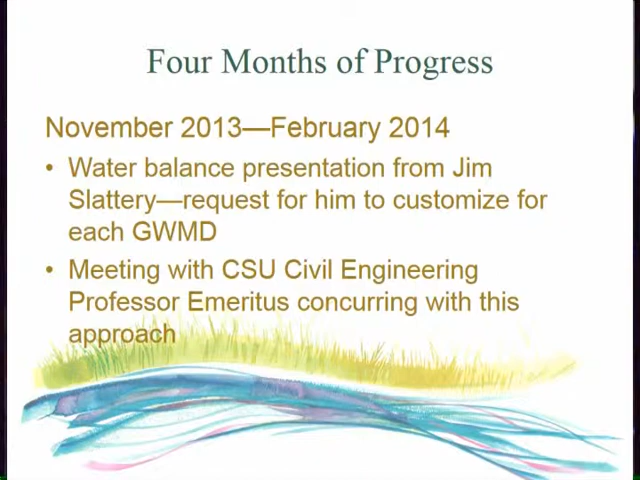 Four Months of Progress
November 2013—February 2014
• Water balance presentation from Jim
Slattery—request for him to customize for
each GWMD
• Meeting with CSU Civil Engineering
Professor Emeritus concurring with this
approach